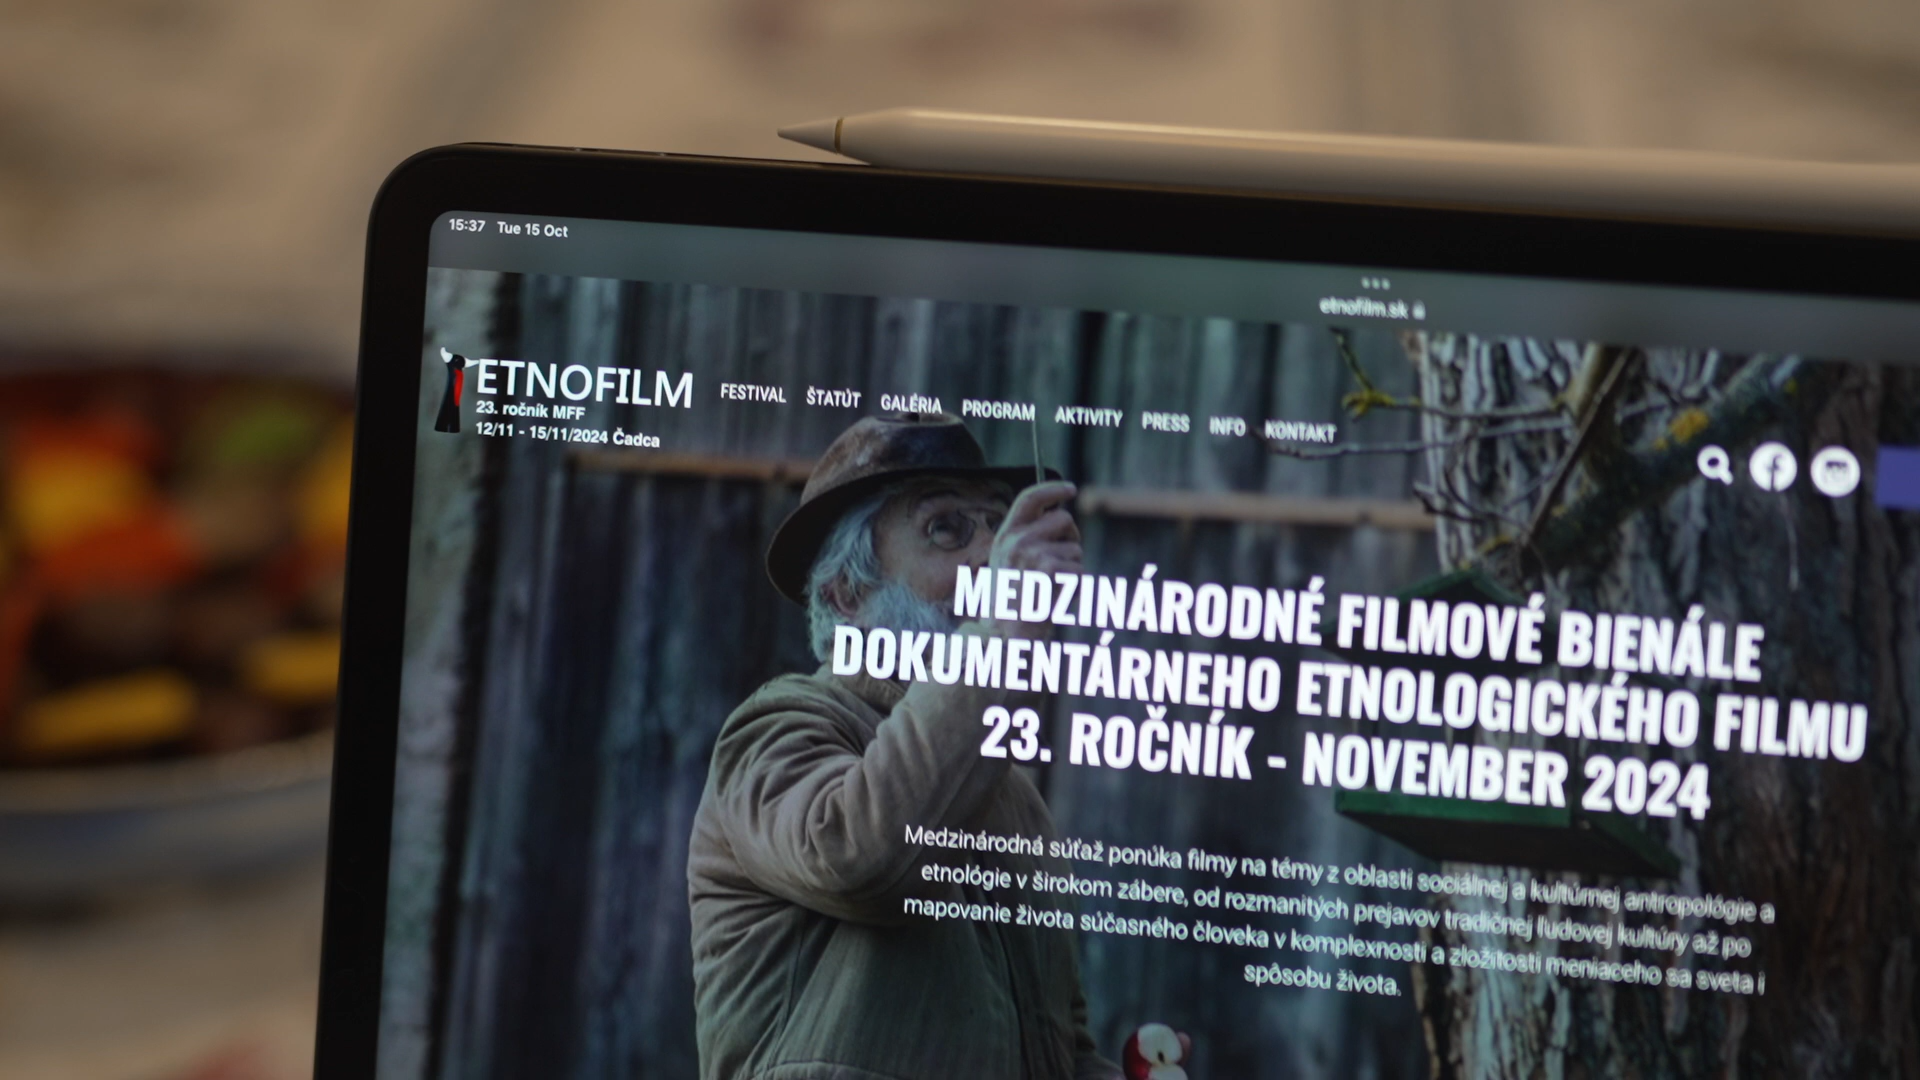 15:37 Tue 15 Oct
etnofilm.sk
ETNOFILM
23. ročník MFF
12/11 - 15/11/2024 Čadca
FESTIVAL ŠTATÚT GALÉRIA PROGRAM AKTIVITY PRESS INFO KONTAKT
MEDZINÁRODNÉ FILMOVÉ BIENÁLE
DOKUMENTÁRNEHO ETNOLOGICKÉHO FILMU
23. ROČNÍK - NOVEMBER 2024
Medzinárodná súťaž ponúka filmy na témy z oblasti sociálnej a kultúrnej antropológie a
etnológie v širokom zábere, od rozmanitých prejavov tradičnej ľudovej kultúry až po
mapovanie života súčasného človeka v komplexnosti a zložitosti meniaceho sa sveta i
spôsobu života.